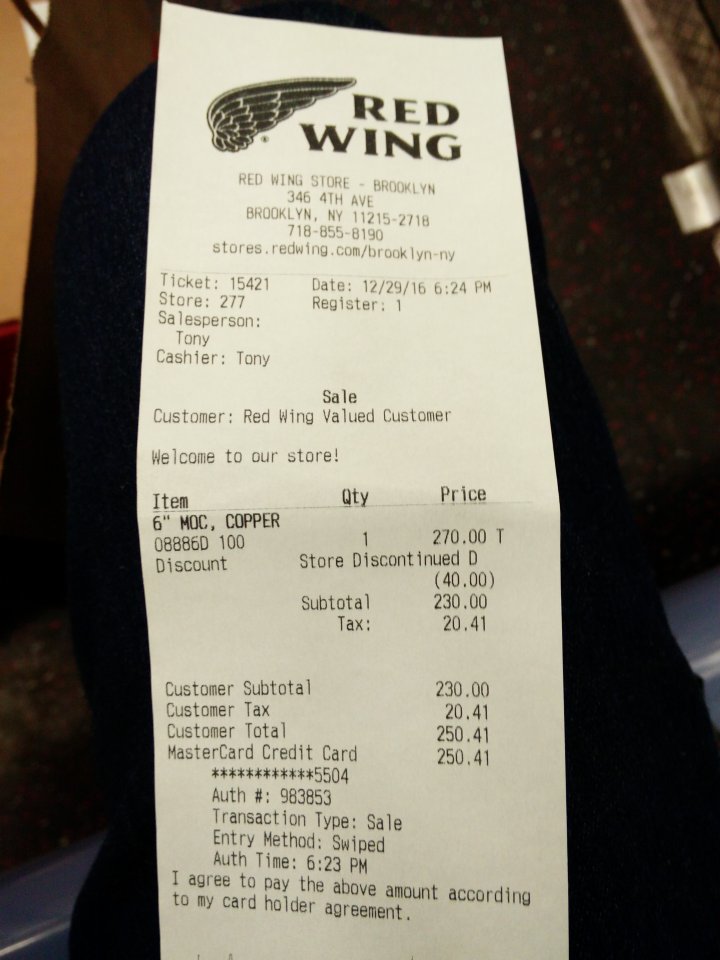 RED
WING
®
RED WING STORE - BROOKLYN
346 4TH AVE
BROOKLYN, NY 11215-2718
718-855-8190
stores.redwing.com/brooklyn-ny
Ticket: 15421 Date: 12/29/16 6:24 PM
Store: 277 Register: 1
Salesperson:
Tony
Cashier: Tony
Sale
Customer: Red Wing Valued Customer
Welcome to our store!
Item Qty Price
6" MOC, COPPER
08886D 100 1 270.00 T
Discount Store Discontinued D
(40.00)
Subtotal 230.00
Tax: 20.41
Customer Subtotal 230.00
Customer Tax 20.41
Customer Total 250.41
MasterCard Credit Card 250.41
************5504
Auth #: 983853
Transaction Type: Sale
Entry Method: Swiped
Auth Time: 6:23 PM
I agree to pay the above amount according
to my card holder agreement.